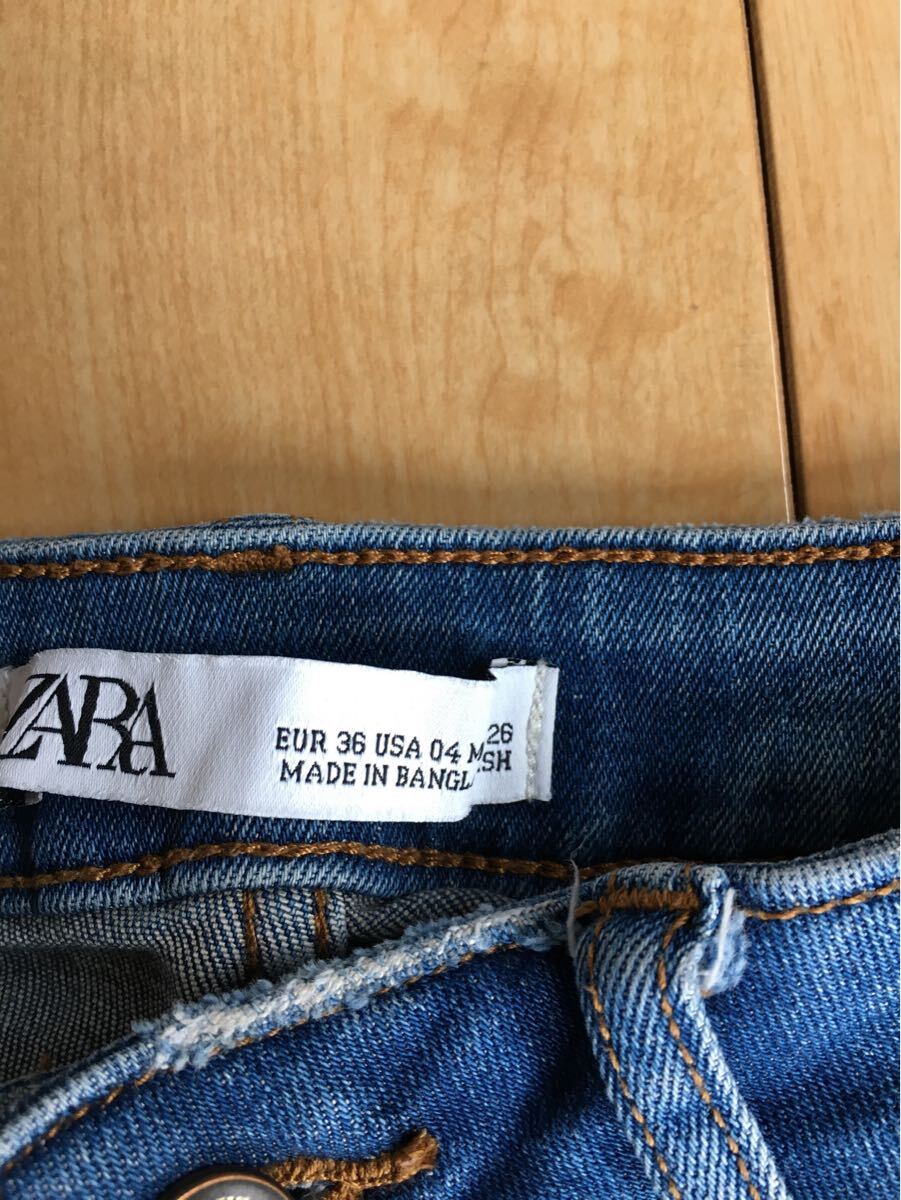 ZARA
EUR 36 USA 04 M 26
MADE IN BANGL SH